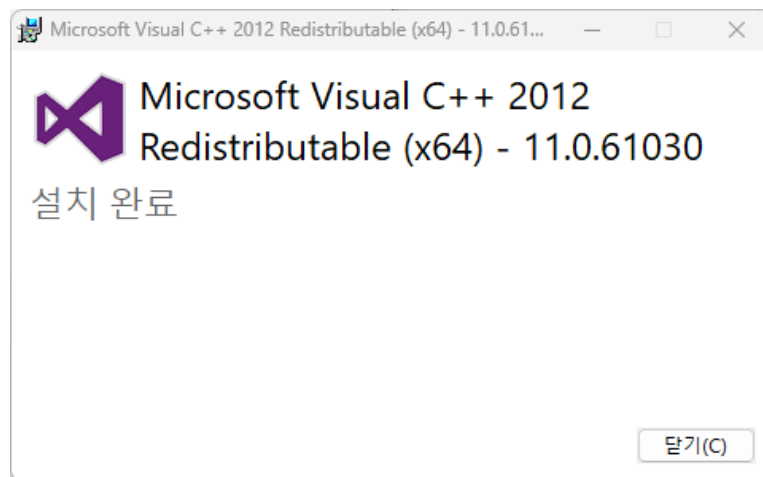 Microsoft Visual C++ 2012 Redistributable (x64) - 11.0.61...
Microsoft Visual C++ 2012
Redistributable (x64) - 11.0.61030
설치 완료
닫기(C)